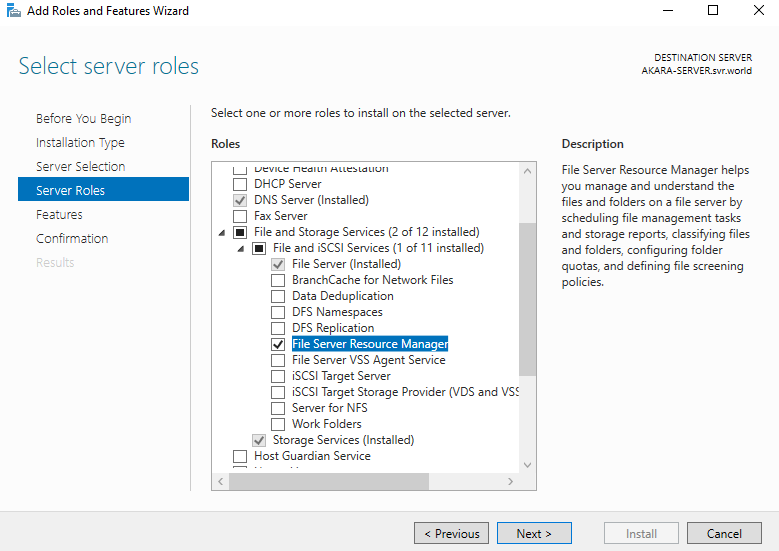 Add Roles and Features Wizard
Select server roles
DESTINATION SERVER
AKARA-SERVER.svr.world
Before You Begin
Installation Type
Server Selection
Server Roles
Features
Confirmation
Results
Select one or more roles to install on the selected server.
Roles
Device Health Attestation
DHCP Server
DNS Server (Installed)
Fax Server
File and Storage Services (2 of 12 installed)
File and iSCSI Services (1 of 11 installed)
File Server (Installed)
BranchCache for Network Files
Data Deduplication
DFS Namespaces
DFS Replication
File Server Resource Manager
File Server VSS Agent Service
iSCSI Target Server
iSCSI Target Storage Provider (VDS and VSS
Server for NFS
Work Folders
Storage Services (Installed)
Host Guardian Service
Description
File Server Resource Manager helps
you manage and understand the
files and folders on a file server by
scheduling file management tasks
and storage reports, classifying files
and folders, configuring folder
quotas, and defining file screening
policies.
< Previous
Next >
Install
Cancel